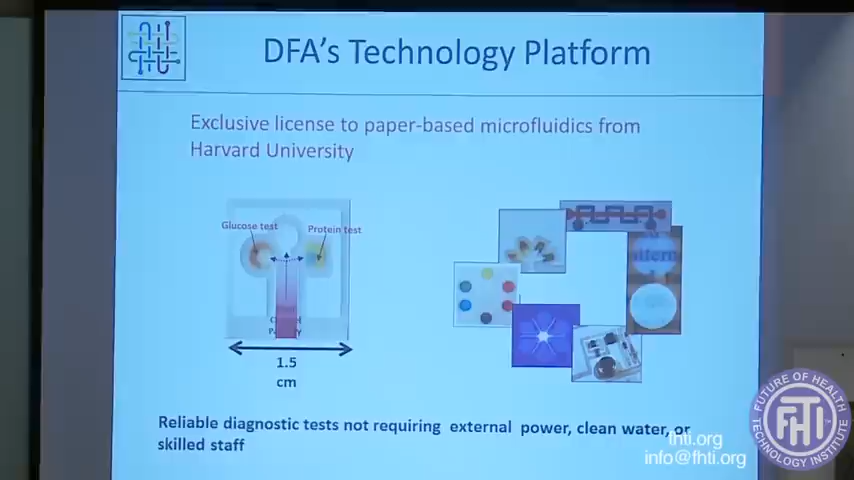 DFA's Technology Platform
Exclusive license to paper-based microfluidics from
Harvard University
Glucose test
Protein test
1.5
cm
Reliable diagnostic tests not requiring external power, clean water, or
skilled staff
fhti.org
info@fhti.org
FUTURE OF HEALTH
FHTI
TECHNOLOGY INSTITUTE